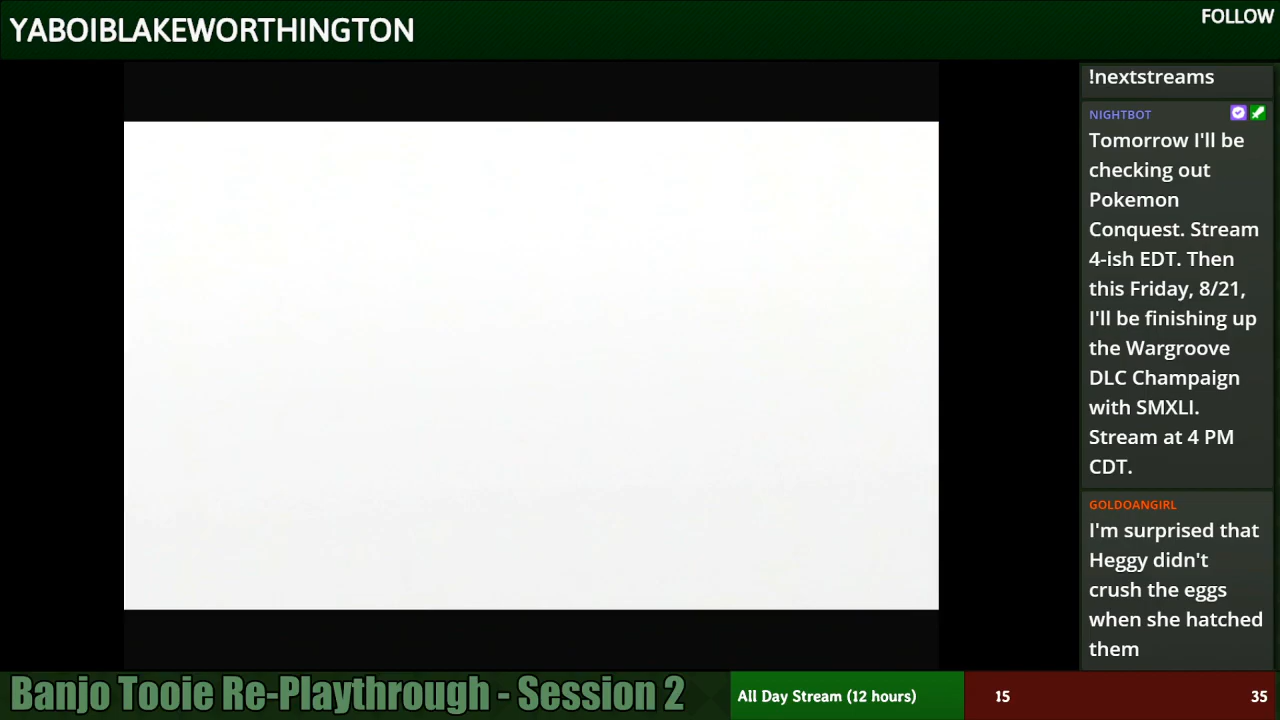 YABOIBLAKEWORTHINGTON
FOLLOW
!nextstreams
NIGHTBOT
Tomorrow I'll be
checking out
Pokemon
Conquest. Stream
4-ish EDT. Then
this Friday, 8/21,
I'll be finishing up
the Wargroove
DLC Champaign
with SMXLI.
Stream at 4 PM
CDT.
GOLDOANGIRL
I'm surprised that
Heggy didn't
crush the eggs
when she hatched
them
Banjo Tooie Re-Playthrough - Session 2
All Day Stream (12 hours)
15
35